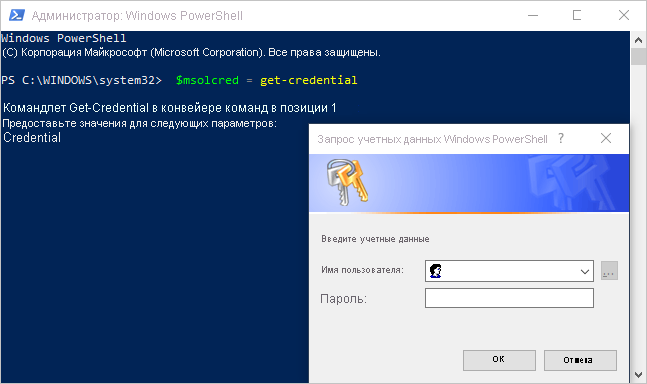 Администратор: Windows PowerShell
Windows PowerShell
(C) Корпорация Майкрософт (Microsoft Corporation). Все права защищены.
PS C:\WINDOWS\system32> $msolcred = get-credential
Командлет Get-Credential в конвейере команд в позиции 1
Предоставьте значения для следующих параметров:
Credential
Запрос учетных данных Windows PowerShell ?
Введите учетные данные
Имя пользователя:
...
Пароль:
OK Отмена